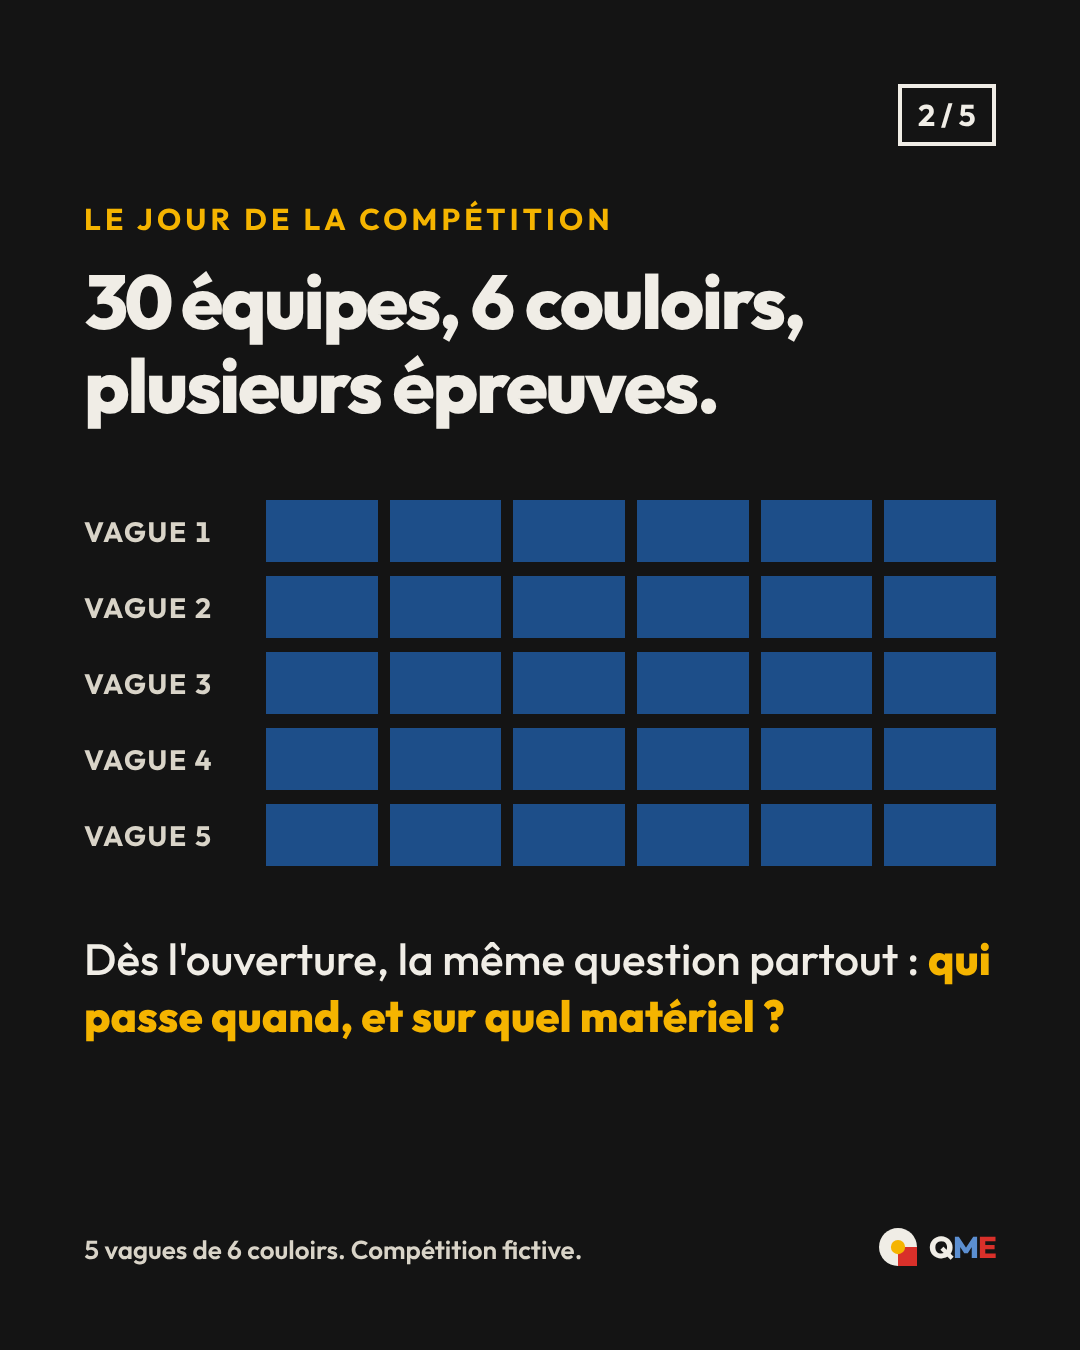 2 / 5
LE JOUR DE LA COMPÉTITION
30 équipes, 6 couloirs,
plusieurs épreuves.
VAGUE 1
VAGUE 2
VAGUE 3
VAGUE 4
VAGUE 5
Dès l'ouverture, la même question partout : qui
passe quand, et sur quel matériel ?
5 vagues de 6 couloirs. Compétition fictive.
QME